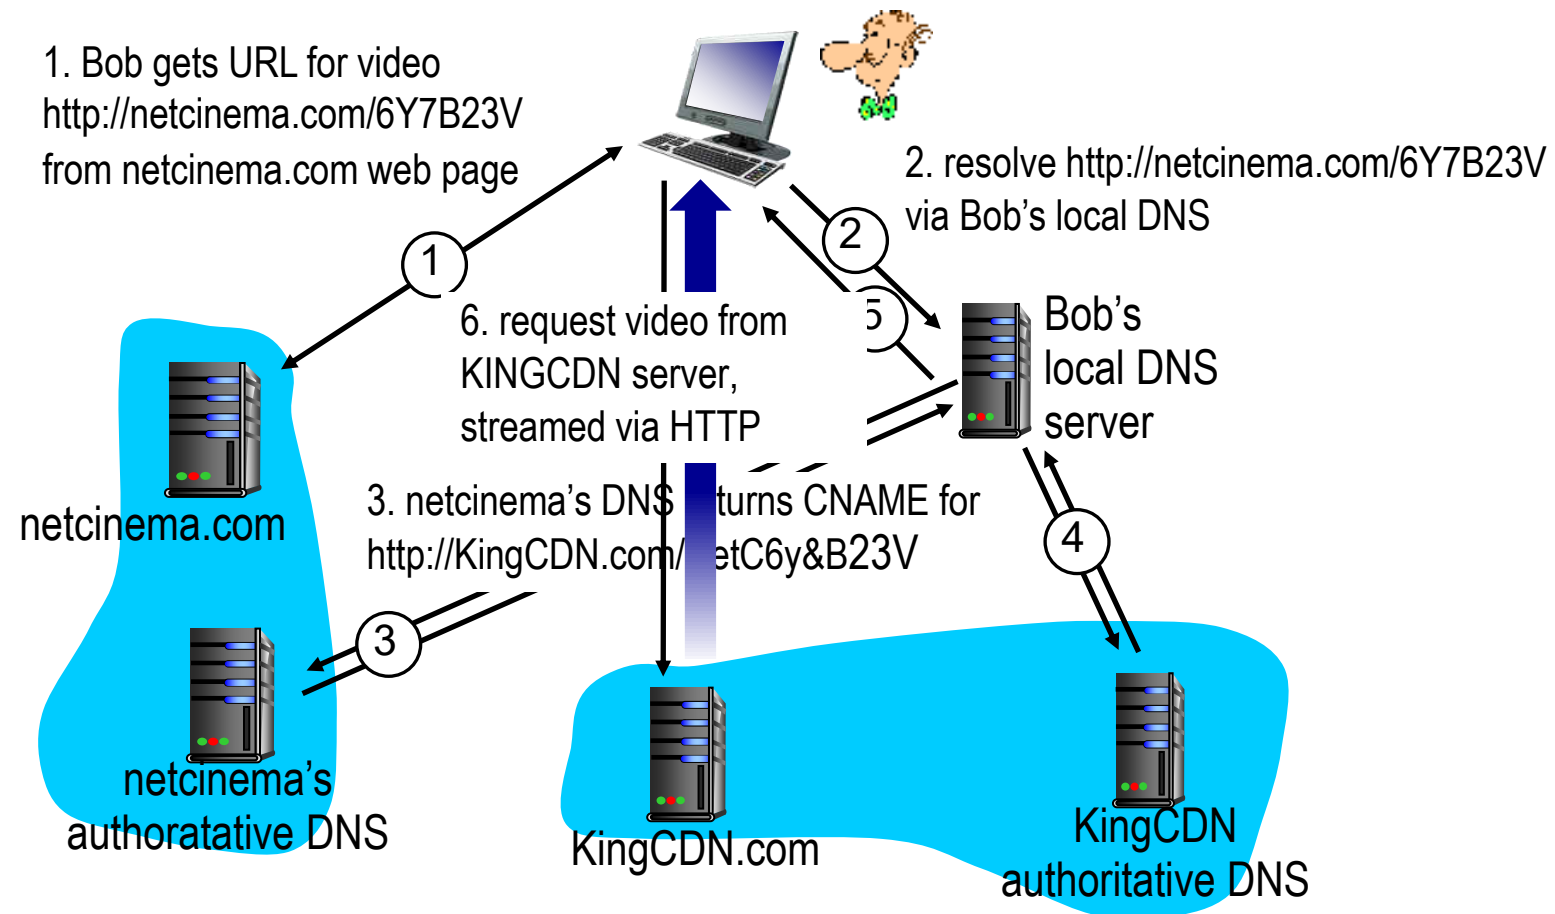 1. Bob gets URL for video
http://netcinema.com/6Y7B23V
from netcinema.com web page
2. resolve http://netcinema.com/6Y7B23V
via Bob's local DNS
1
2
5
6. request video from
KINGCDN server,
streamed via HTTP
Bob's
local DNS
server
3. netcinema's DNS turns CNAME for
http://KingCDN.com/ etC6y&B23V
netcinema.com
4
3
netcinema's
authoratative DNS
KingCDN.com
KingCDN
authoritative DNS